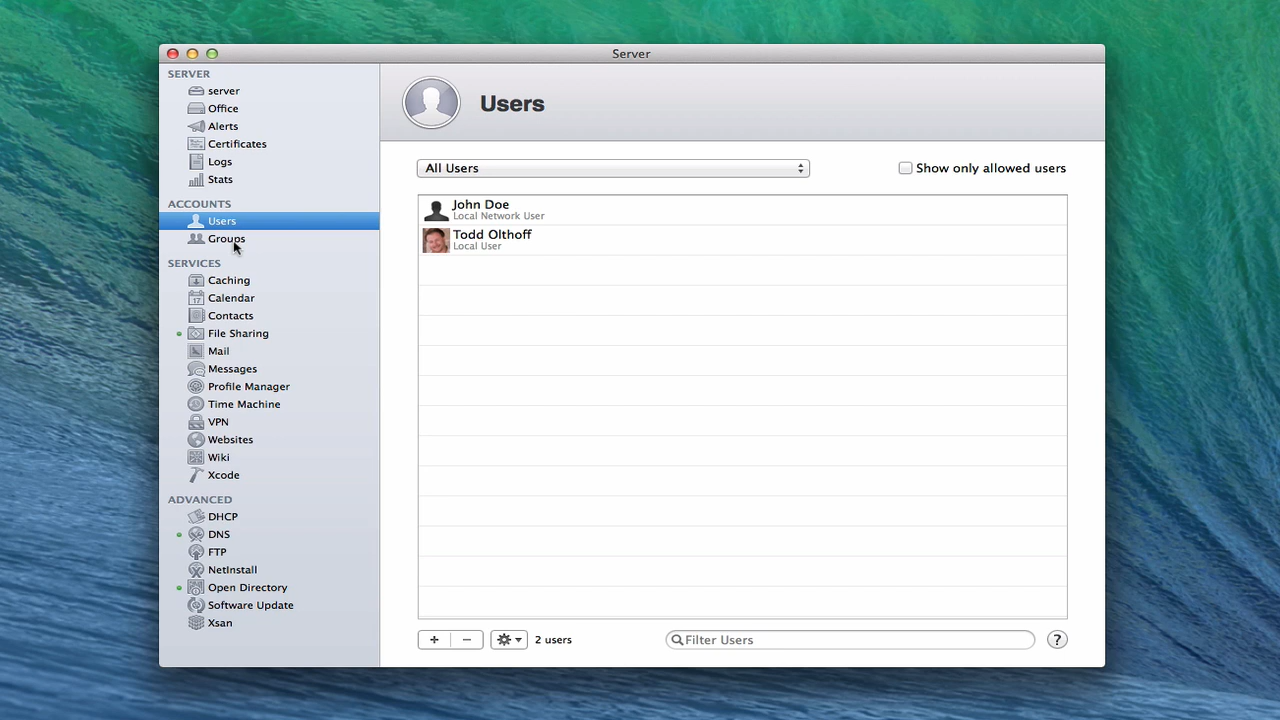 Server
SERVER
server
Office
Alerts
Certificates
Logs
Stats
ACCOUNTS
Users
Groups
SERVICES
Caching
Calendar
Contacts
File Sharing
Mail
Messages
Profile Manager
Time Machine
VPN
Websites
Wiki
Xcode
ADVANCED
DHCP
DNS
FTP
NetInstall
Open Directory
Software Update
Xsan
Users
All Users
Show only allowed users
John Doe
Local Network User
Todd Olthoff
Local User
+ −
2 users
Filter Users
?